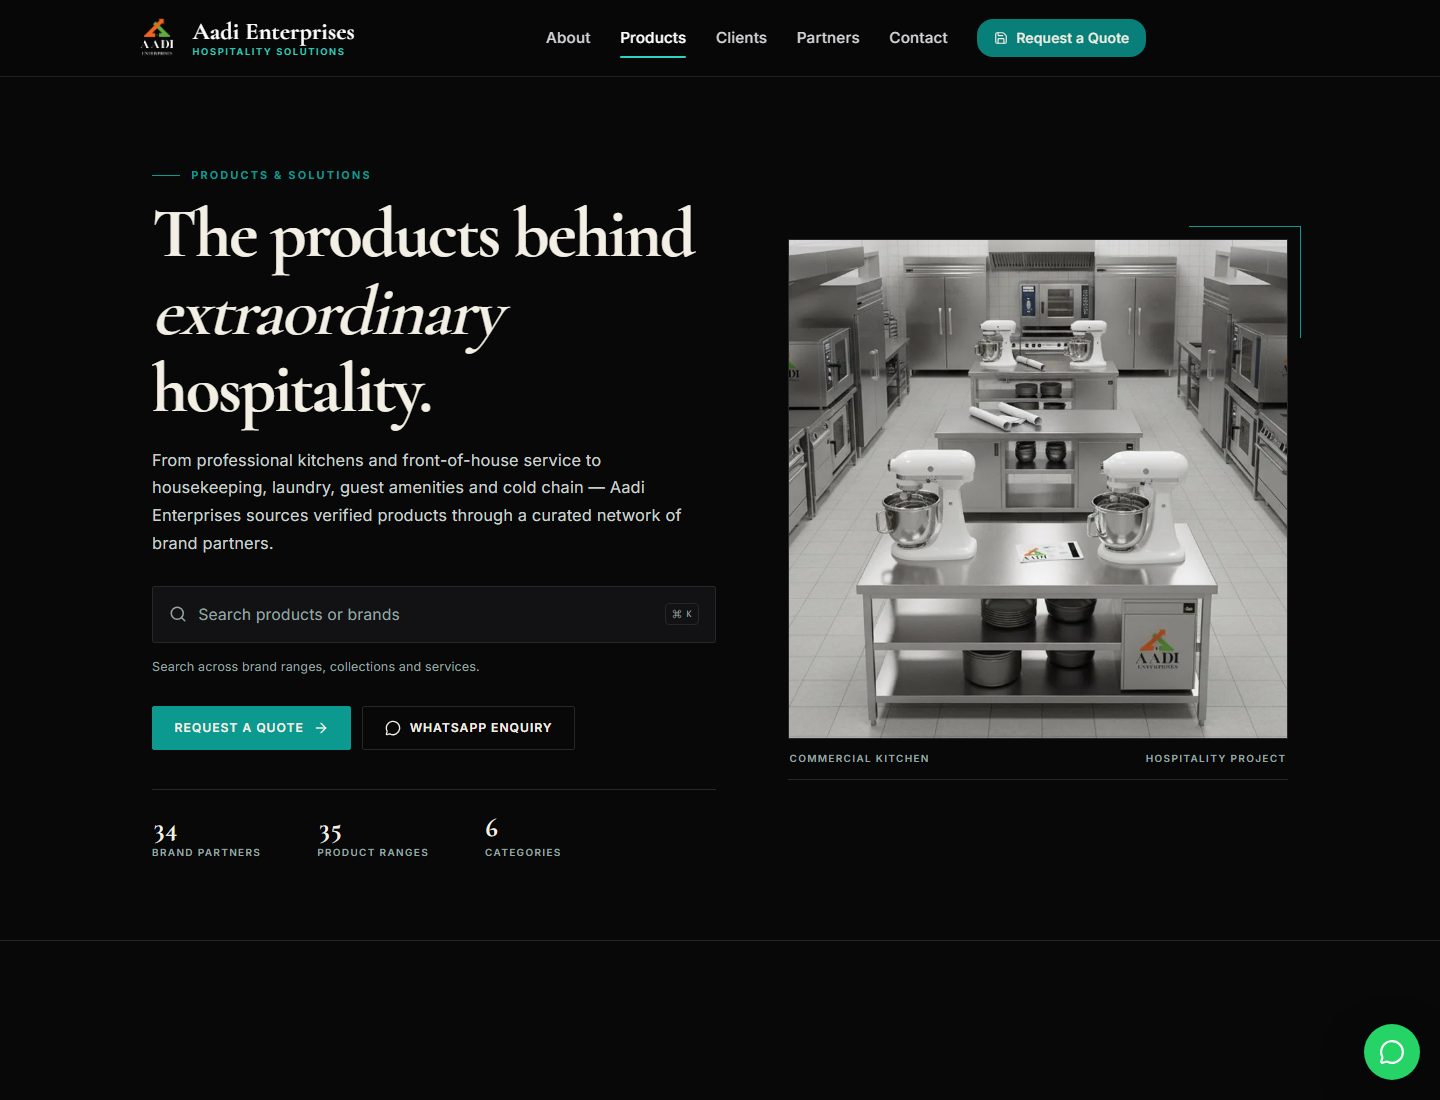 AADI
ENTERPRISES
Aadi Enterprises
HOSPITALITY SOLUTIONS
About
Products
Clients
Partners
Contact
Request a Quote
PRODUCTS & SOLUTIONS
The products behind
extraordinary
hospitality.
From professional kitchens and front-of-house service to
housekeeping, laundry, guest amenities and cold chain — Aadi
Enterprises sources verified products through a curated network of
brand partners.
Search products or brands
⌘ K
Search across brand ranges, collections and services.
REQUEST A QUOTE
WHATSAPP ENQUIRY
34
BRAND PARTNERS
35
PRODUCT RANGES
6
CATEGORIES
AADI
AADI
ENTERPRISES
COMMERCIAL KITCHEN
HOSPITALITY PROJECT